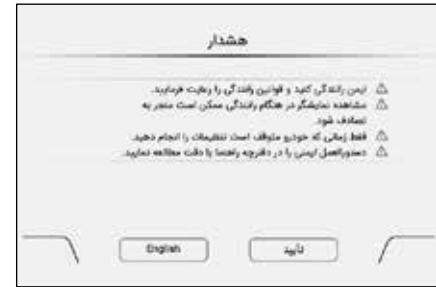 هشدار
ایمن رانندگی کنید و قوانین رانندگی را رعایت فرمایید.
مشاهده نمایشگر در هنگام رانندگی ممکن است منجر به
تصادف شود.
فقط زمانی که خودرو متوقف است تنظیمات را انجام دهید.
دستورالعمل ایمنی را در دفترچه راهنما با دقت مطالعه نمایید.
English
تأیید